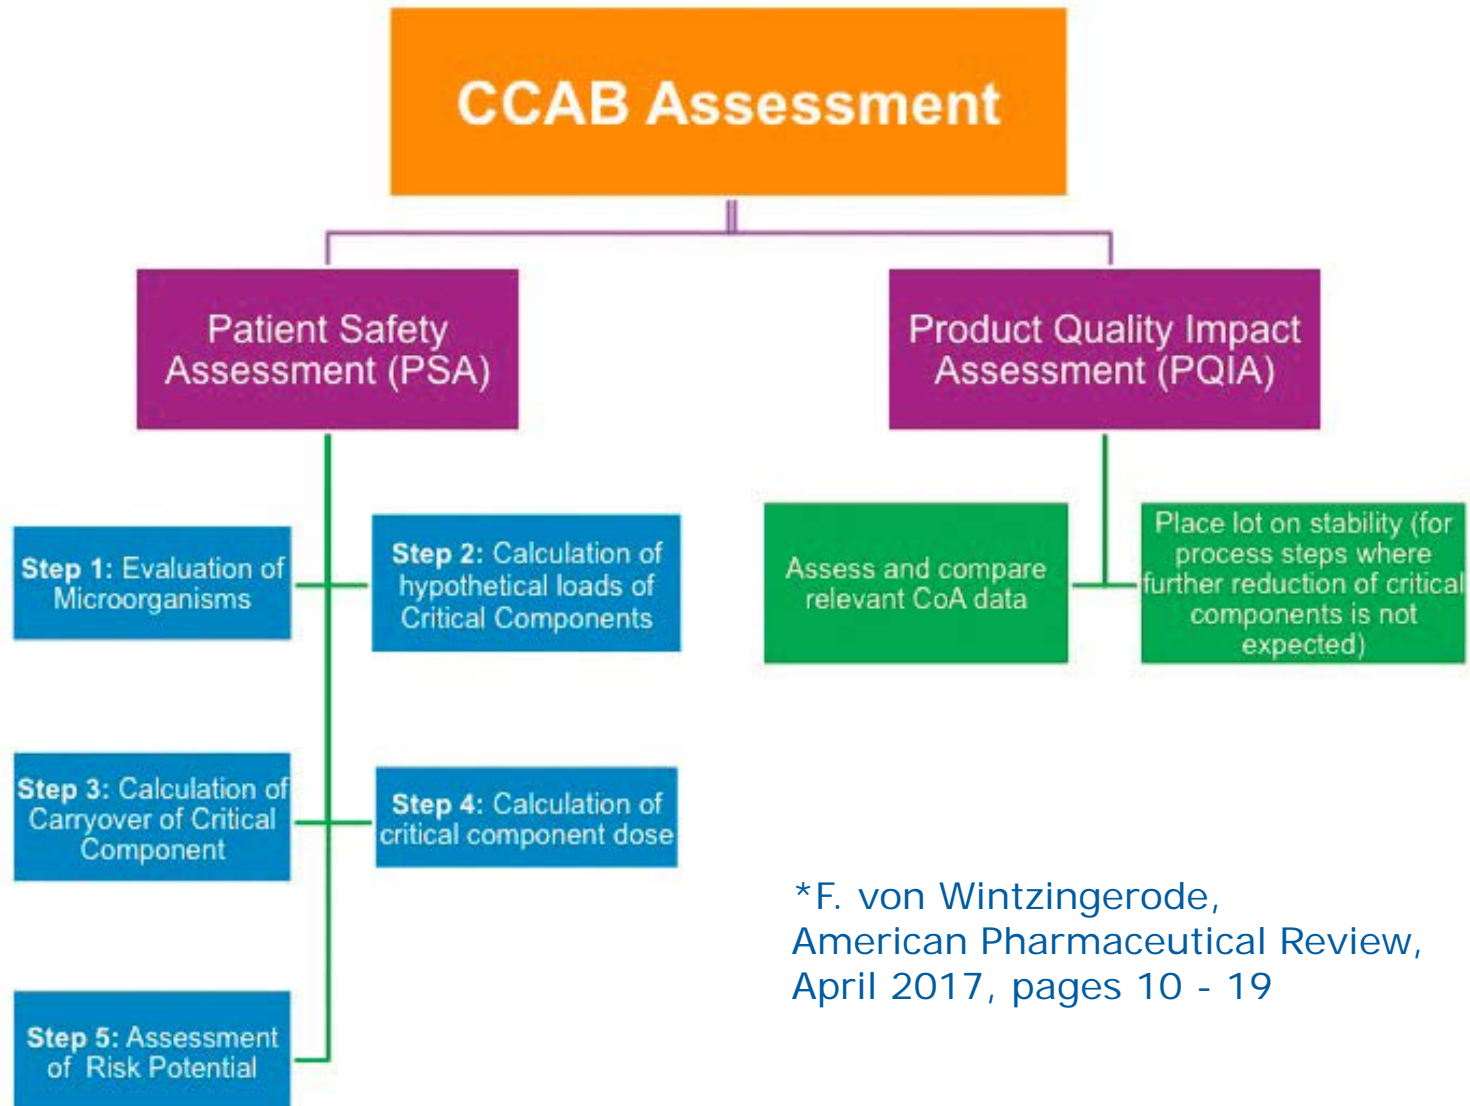 CCAB Assessment
Patient Safety
Assessment (PSA)
Product Quality Impact
Assessment (PQIA)
Step 1: Evaluation of
Microorganisms
Step 2: Calculation of
hypothetical loads of
Critical Components
Assess and compare
relevant CoA data
Place lot on stability (for
process steps where
further reduction of critical
components is not
expected)
Step 3: Calculation of
Carryover of Critical
Component
Step 4: Calculation of
critical component dose
Step 5: Assessment
of Risk Potential
*F. von Wintzingerode,
American Pharmaceutical Review,
April 2017, pages 10 - 19